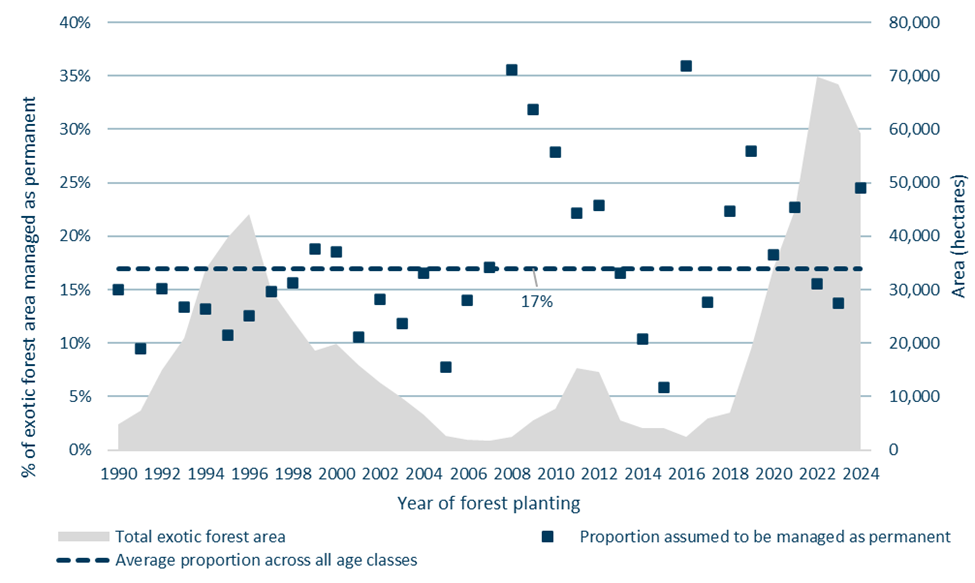 40%
35%
30%
25%
20%
15%
10%
5%
0%
% of exotic forest area managed as permanent
80,000
70,000
60,000
50,000
40,000
30,000
20,000
10,000
0
Area (hectares)
17%
1990 1992 1994 1996 1998 2000 2002 2004 2006 2008 2010 2012 2014 2016 2018 2020 2022 2024
Year of forest planting
Total exotic forest area
Proportion assumed to be managed as permanent
Average proportion across all age classes